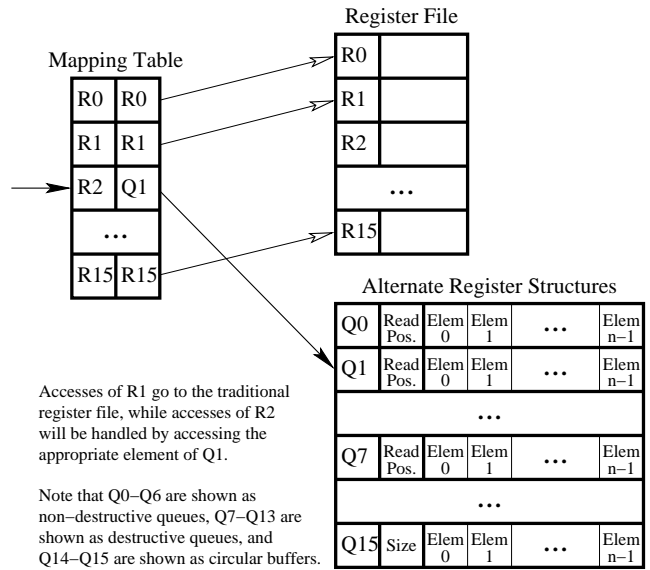 Register File
Mapping Table
R0
R0 R0
R1
R1 R1
R2
R2 Q1
...
...
R15
R15 R15
Alternate Register Structures
Q0 Read Pos. Elem 0 Elem 1 ... Elem n−1
Q1 Read Pos. Elem 0 Elem 1 ... Elem n−1
...
Q7 Read Pos. Elem 0 Elem 1 ... Elem n−1
...
Q15 Size Elem 0 Elem 1 ... Elem n−1
Accesses of R1 go to the traditional
register file, while accesses of R2
will be handled by accessing the
appropriate element of Q1.
Note that Q0−Q6 are shown as
non−destructive queues, Q7−Q13 are
shown as destructive queues, and
Q14−Q15 are shown as circular buffers.